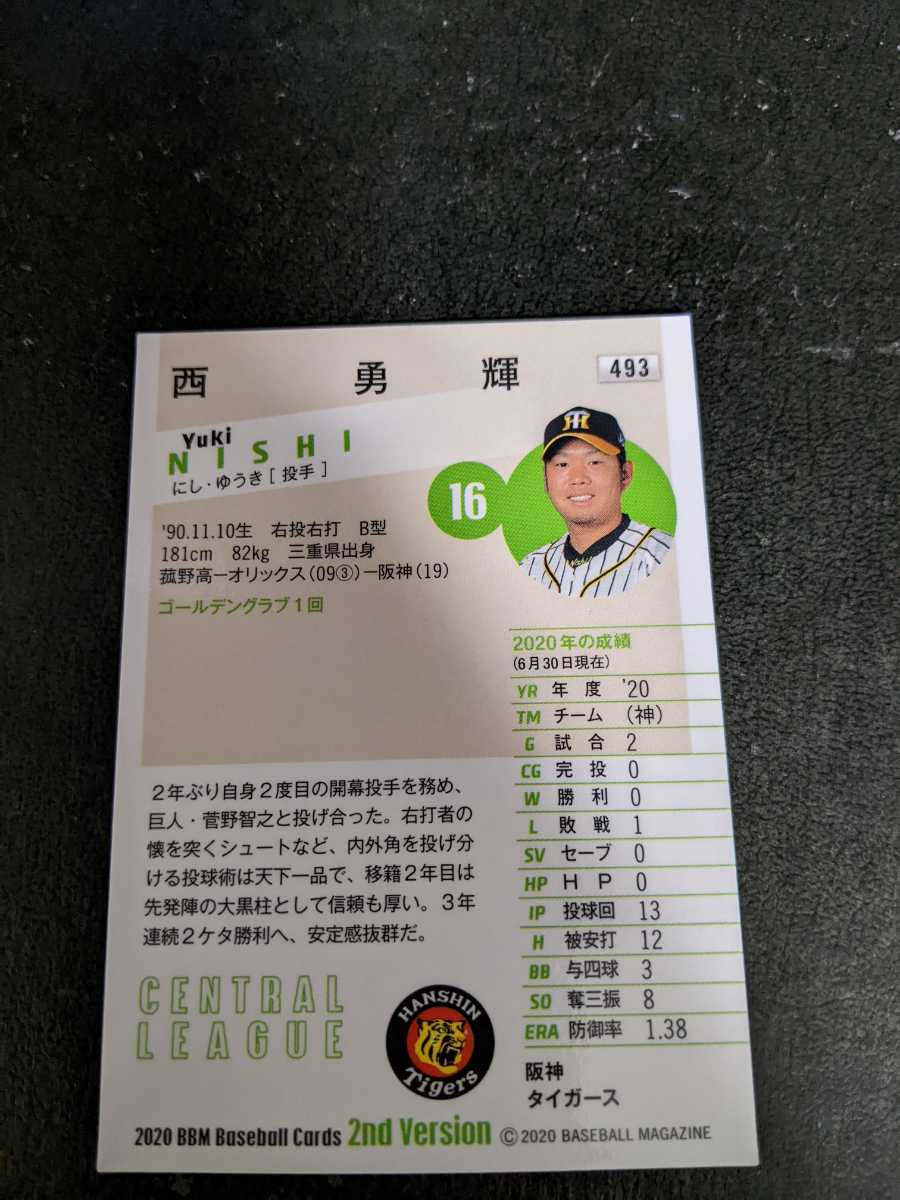 西 勇 輝
493
Yuki
NISHI
にし・ゆうき [ 投手 ]
16
'90.11.10生 右投右打 B型
181cm 82kg 三重県出身
菰野高ーオリックス(09③)ー阪神(19)
ゴールデングラブ1回
2020年の成績
(6月30日現在)
YR 年度 '20
TM チーム (神)
G 試合 2
CG 完投 0
W 勝利 0
L 敗戦 1
SV セーブ 0
HP HP 0
IP 投球回 13
H 被安打 12
BB 与四球 3
SO 奪三振 8
ERA 防御率 1.38
2年ぶり自身2度目の開幕投手を務め、
巨人・菅野智之と投げ合った。右打者の
懐を突くシュートなど、内外角を投げ分
ける投球術は天下一品で、移籍2年目は
先発陣の大黒柱として信頼も厚い。3年
連続2ケタ勝利へ、安定感抜群だ。
CENTRAL
LEAGUE
HANSHIN
Tigers
阪神
タイガース
2020 BBM Baseball Cards 2nd Version ©2020 BASEBALL MAGAZINE